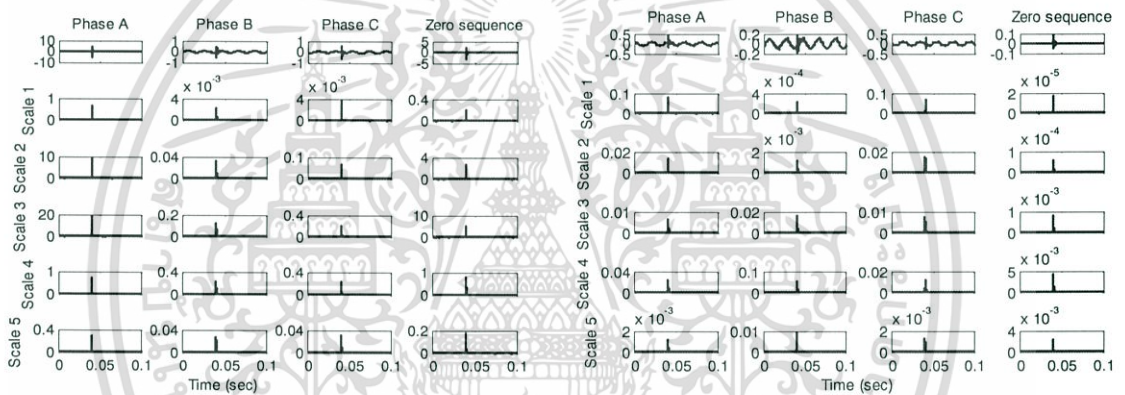 Phase A Phase B Phase C Zero sequence
10 0 -10 1 0 -1 1 0 -1 5 0 -5
x 10⁻³ x 10⁻³
Scale 1 1 0 4 2 0 4 2 0 0.4 0
Scale 2 10 0 0.04 0 0.1 0 4 0
Scale 3 20 0 0.2 0 0.4 0 10 0
Scale 4 1 0 0.4 0 0.4 0 1 0
Scale 5 0.4 0 0.04 0 0.04 0 0.2 0
0 0.05 0.1 0 0.05 0.1 0 0.05 0.1 0 0.05 0.1
Time (sec)
Phase A Phase B Phase C Zero sequence
0.5 0 -0.5 0.2 0 -0.2 0.5 0 -0.5 0.1 0 -0.1
x 10⁻⁴ x 10⁻⁵
Scale 1 0.1 0 4 0 0.1 0 2 0
x 10⁻³ x 10⁻⁴
Scale 2 0.02 0 2 0 0.02 0 1 0
x 10⁻³
Scale 3 0.01 0 0.02 0 0.01 0 1 0
x 10⁻³
Scale 4 0.04 0 0.1 0 0.02 0 5 0
x 10⁻³ x 10⁻³ x 10⁻³
Scale 5 2 0 0.01 0 2 0 4 0
0 0.05 0.1 0 0.05 0.1 0 0.05 0.1 0 0.05 0.1
Time (sec)